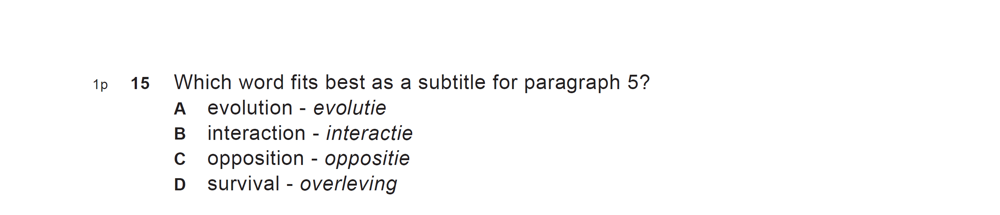 1p 15 Which word fits best as a subtitle for paragraph 5?
A evolution - evolutie
B interaction - interactie
C opposition - oppositie
D survival - overleving